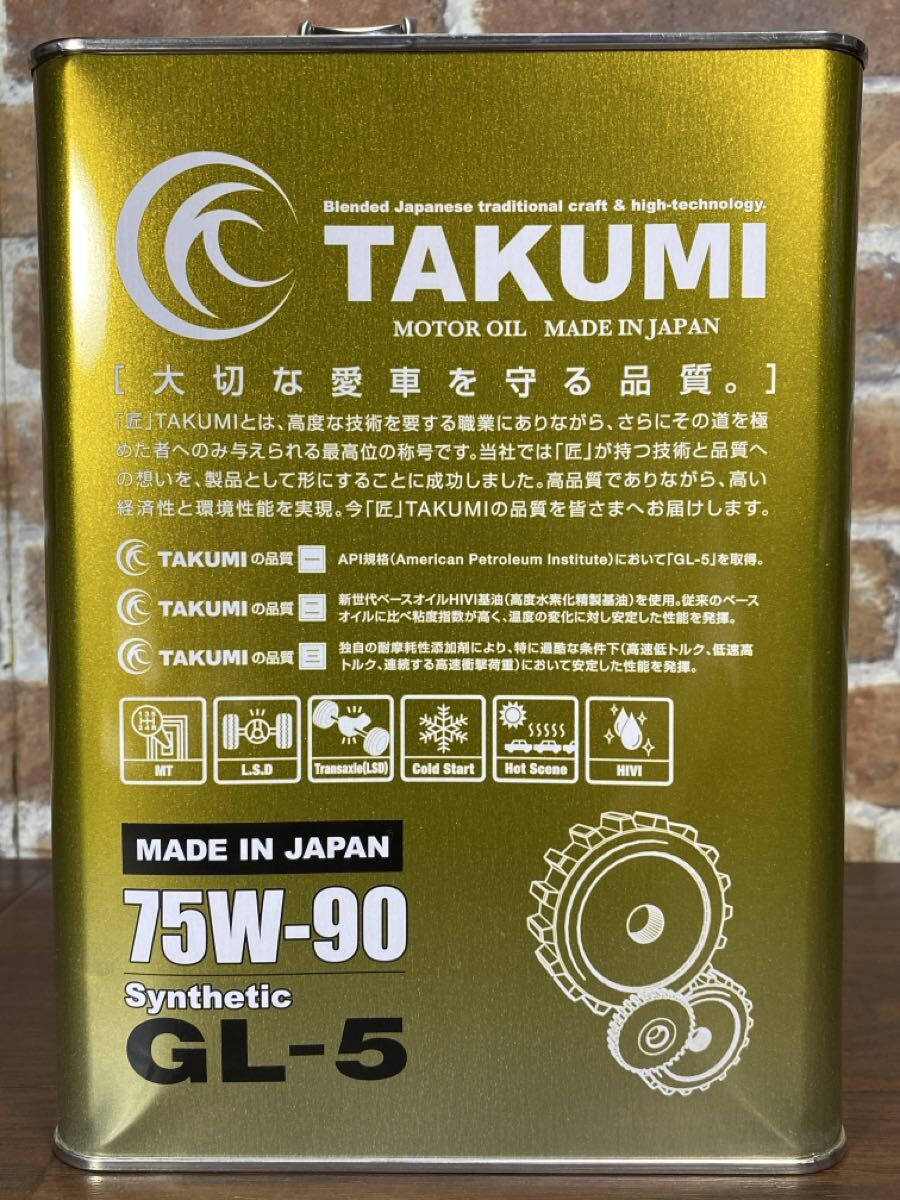 Blended Japanese traditional craft & high-technology.
TAKUMI
MOTOR OIL MADE IN JAPAN
[大切な愛車を守る品質。]
「匠」TAKUMIとは、高度な技術を要する職業にありながら、さらにその道を極
めた者へのみ与えられる最高位の称号です。当社では「匠」が持つ技術と品質へ
の想いを、製品として形にすることに成功しました。高品質でありながら、高い
経済性と環境性能を実現。今「匠」TAKUMIの品質を皆さまへお届けします。
TAKUMIの品質 一 API規格(American Petroleum Institute)において「GL-5」を取得。
TAKUMIの品質 二 新世代ベースオイルHIVI基油(高度水素化精製基油)を使用。従来のベース
オイルに比べ粘度指数が高く、温度の変化に対し安定した性能を発揮。
TAKUMIの品質 三 独自の耐摩耗性添加剤により、特に過酷な条件下(高速低トルク、低速高
トルク、連続する高速衝撃荷重)において安定した性能を発揮。
MT L.S.D Transaxle(LSD) Cold Start Hot Scene HIVI
MADE IN JAPAN
75W-90
Synthetic
GL-5